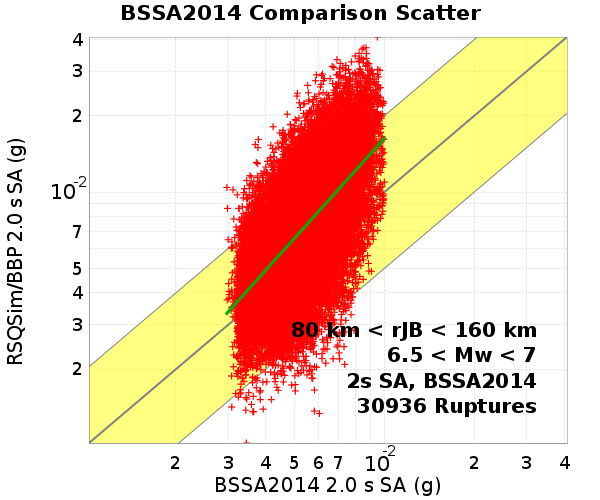 BSSA2014 Comparison Scatter
4
3
2
10-2
7
5
4
3
2
RSQSim/BBP 2.0 s SA (g)
80 km < rJB < 160 km
6.5 < Mw < 7
2s SA, BSSA2014
30936 Ruptures
2 3 4 5 6 7 10-2 2 3 4
BSSA2014 2.0 s SA (g)